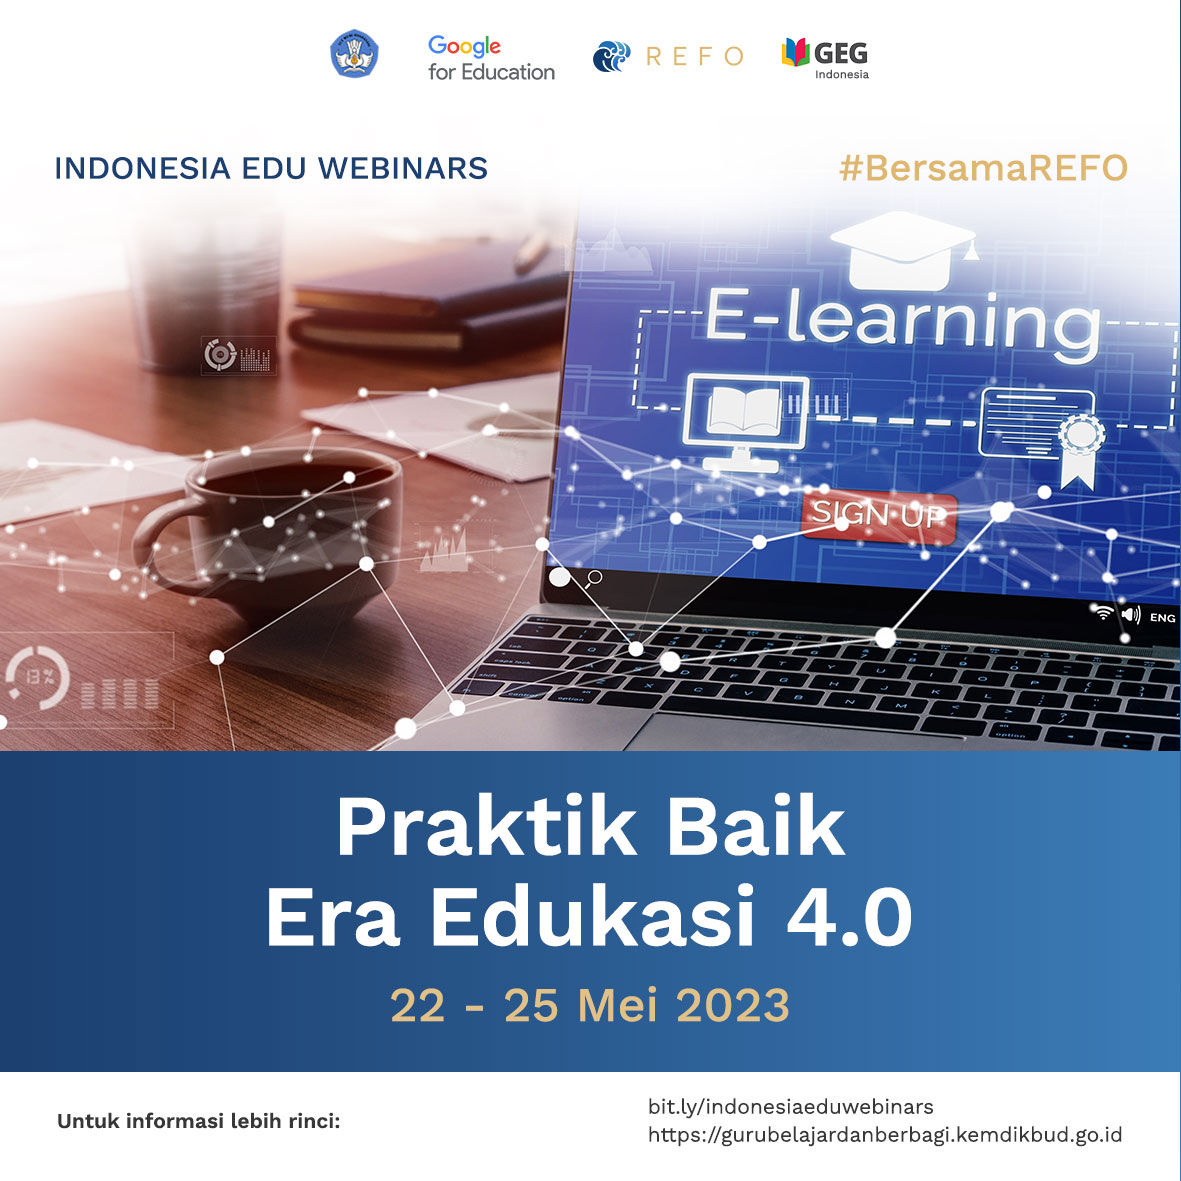 Google
for Education
REFO
GEG
Indonesia
INDONESIA EDU WEBINARS
#BersamaREFO
E-learning
SIGN UP
ENG
13%
Praktik Baik
Era Edukasi 4.0
22 - 25 Mei 2023
Untuk informasi lebih rinci:
bit.ly/indonesiaeduwebinars
https://gurubelajardanberbagi.kemdikbud.go.id